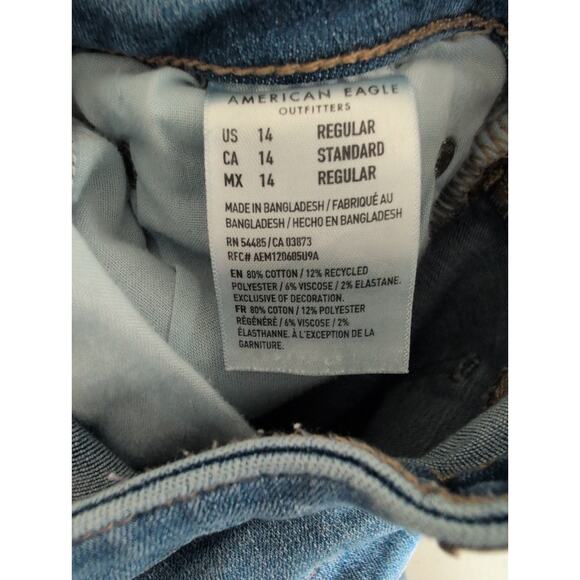 AMERICAN EAGLE
OUTFITTERS
US 14 REGULAR
CA 14 STANDARD
MX 14 REGULAR
MADE IN BANGLADESH / FABRIQUÉ AU
BANGLADESH / HECHO EN BANGLADESH
RN 54485 / CA 03873
RFC# AEM120605U9A
EN 80% COTTON / 12% RECYCLED
POLYESTER / 6% VISCOSE / 2% ELASTANE.
EXCLUSIVE OF DECORATION.
FR 80% COTON / 12% POLYESTER
RÉGÉNÉRÉ / 6% VISCOSE / 2%
ÉLASTHANNE. À L'EXCEPTION DE LA
GARNITURE.